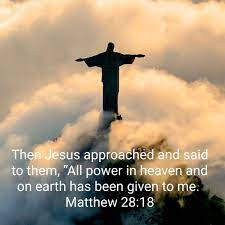 Then Jesus approached and said
to them, “All power in heaven and
on earth has been given to me.
Matthew 28:18